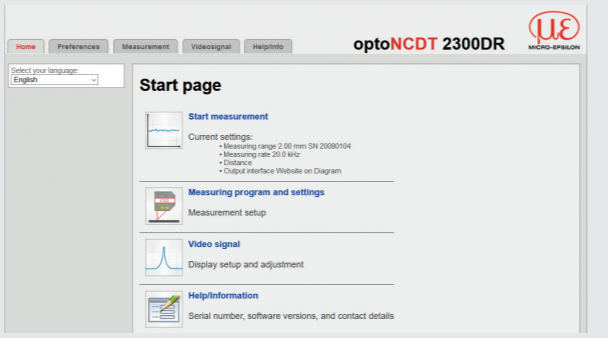 Home
Preferences
Measurement
Videosignal
Help/Info
optoNCDT 2300DR
µε
MICRO-EPSILON
Select your language:
English
Start page
Start measurement
Current settings:
• Measuring range 2.00 mm SN 20080104
• Measuring rate 20.0 kHz
• Distance
• Output interface Website on Diagram
Measuring program and settings
Measurement setup
Video signal
Display setup and adjustment
Help/Information
Serial number, software versions, and contact details